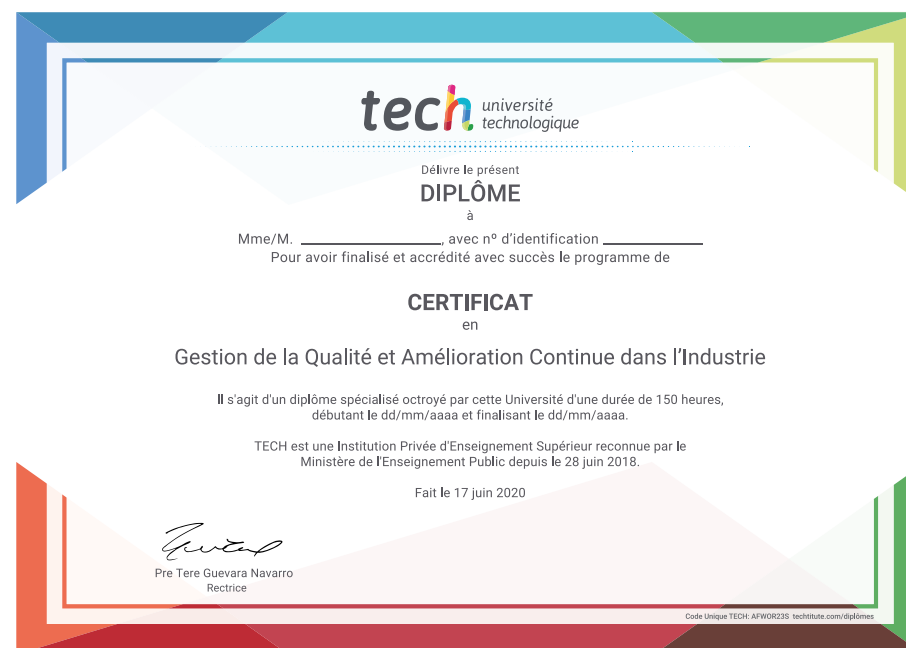 tech université
technologique
Délivre le présent
DIPLÔME
à
Mme/M. ____________________, avec nº d'identification ______________
Pour avoir finalisé et accrédité avec succès le programme de
CERTIFICAT
en
Gestion de la Qualité et Amélioration Continue dans l'Industrie
Il s'agit d'un diplôme spécialisé octroyé par cette Université d'une durée de 150 heures,
débutant le dd/mm/aaaa et finalisant le dd/mm/aaaa.
TECH est une Institution Privée d'Enseignement Supérieur reconnue par le
Ministère de l'Enseignement Public depuis le 28 juin 2018.
Fait le 17 juin 2020
Pre Tere Guevara Navarro
Rectrice
Code Unique TECH: AFWOR23S techtitute.com/diplômes